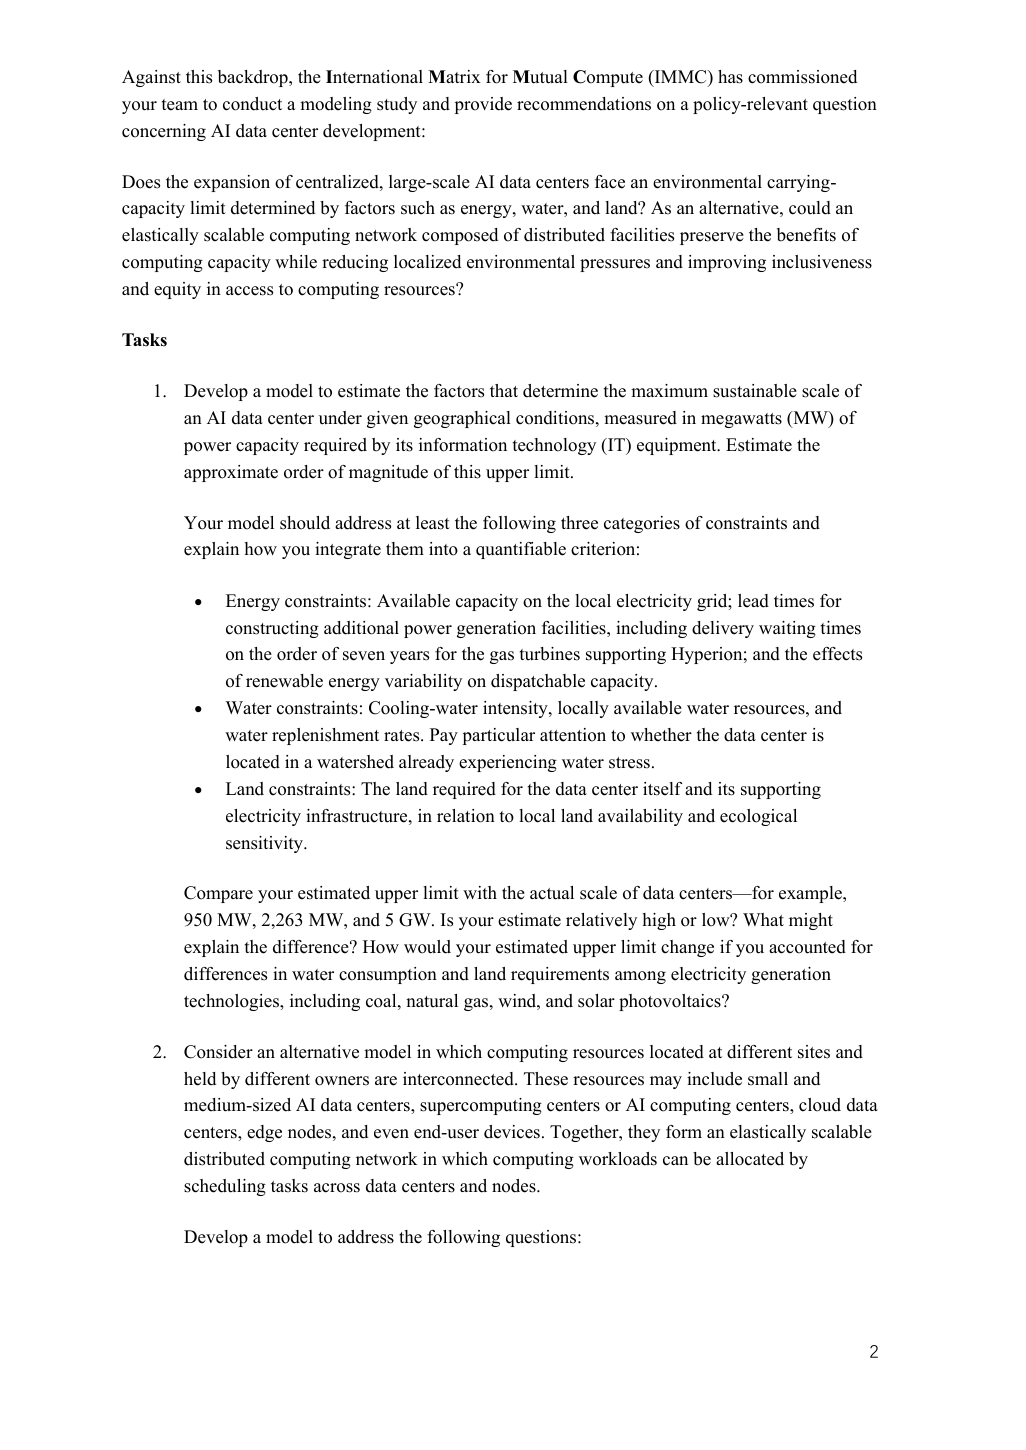 Against this backdrop, the International Matrix for Mutual Compute (IMMC) has commissioned
your team to conduct a modeling study and provide recommendations on a policy-relevant question
concerning AI data center development:
Does the expansion of centralized, large-scale AI data centers face an environmental carrying-
capacity limit determined by factors such as energy, water, and land? As an alternative, could an
elastically scalable computing network composed of distributed facilities preserve the benefits of
computing capacity while reducing localized environmental pressures and improving inclusiveness
and equity in access to computing resources?
Tasks
1. Develop a model to estimate the factors that determine the maximum sustainable scale of
an AI data center under given geographical conditions, measured in megawatts (MW) of
power capacity required by its information technology (IT) equipment. Estimate the
approximate order of magnitude of this upper limit.
Your model should address at least the following three categories of constraints and
explain how you integrate them into a quantifiable criterion:
• Energy constraints: Available capacity on the local electricity grid; lead times for
constructing additional power generation facilities, including delivery waiting times
on the order of seven years for the gas turbines supporting Hyperion; and the effects
of renewable energy variability on dispatchable capacity.
• Water constraints: Cooling-water intensity, locally available water resources, and
water replenishment rates. Pay particular attention to whether the data center is
located in a watershed already experiencing water stress.
• Land constraints: The land required for the data center itself and its supporting
electricity infrastructure, in relation to local land availability and ecological
sensitivity.
Compare your estimated upper limit with the actual scale of data centers—for example,
950 MW, 2,263 MW, and 5 GW. Is your estimate relatively high or low? What might
explain the difference? How would your estimated upper limit change if you accounted for
differences in water consumption and land requirements among electricity generation
technologies, including coal, natural gas, wind, and solar photovoltaics?
2. Consider an alternative model in which computing resources located at different sites and
held by different owners are interconnected. These resources may include small and
medium-sized AI data centers, supercomputing centers or AI computing centers, cloud data
centers, edge nodes, and even end-user devices. Together, they form an elastically scalable
distributed computing network in which computing workloads can be allocated by
scheduling tasks across data centers and nodes.
Develop a model to address the following questions:
2